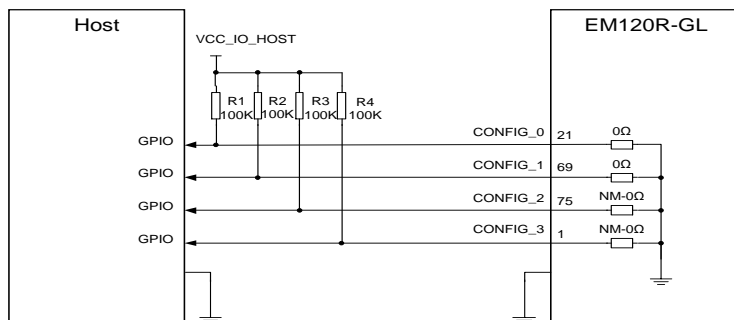 Host
EM120R-GL
VCC_IO_HOST
R1
100K
R2
100K
R3
100K
R4
100K
GPIO
CONFIG_0
21
0Ω
GPIO
CONFIG_1
69
0Ω
GPIO
CONFIG_2
75
NM-0Ω
GPIO
CONFIG_3
1
NM-0Ω